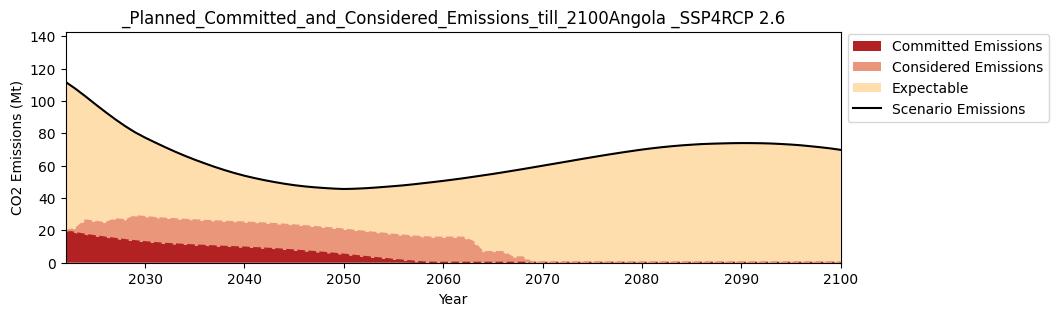 _Planned_Committed_and_Considered_Emissions_till_2100Angola _SSP4RCP 2.6
140
120
100
80
60
40
20
0
CO2 Emissions (Mt)
2030 2040 2050 2060 2070 2080 2090 2100
Year
Committed Emissions
Considered Emissions
Expectable
Scenario Emissions